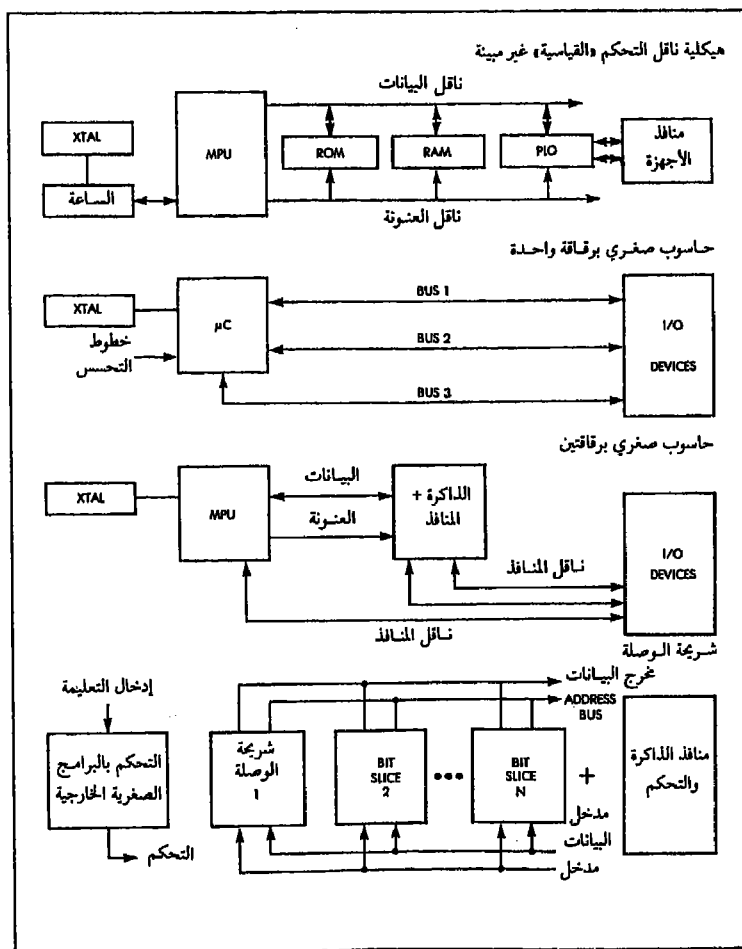 هيكلية ناقل التحكم «القياسية» غير مبينة
ناقل البيانات
XTAL
MPU
ROM
RAM
PLO
منافذ
الأجهزة
الساعة
ناقل العنونة
حاسوب صغري برقاقة واحدة
XTAL
µC
BUS 1
I/O
DEVICES
خطوط
التحسس
BUS 2
BUS 3
حاسوب صغري برقاقتين
XTAL
MPU
البيانات
العنونة
الذاكرة +
المنافذ
I/O
DEVICES
ناقل المنافذ
ناقل المنافذ
شريحة الوصلة
مخرج البيانات
إدخال التعليمة
ADDRESS
BUS
التحكم بالبرامج
الصغرية الخارجية
شريحة
الوصلة
1
BIT
SLICE
2
•••
BIT
SLICE
N
+
منافذ الذاكرة
والتحكم
مدخل
البيانات
التحكم
مدخل